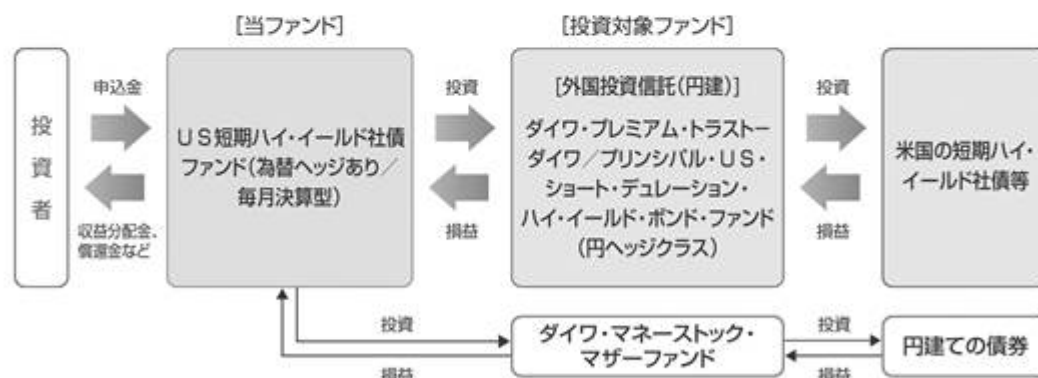 [当ファンド]
[投資対象ファンド]
投資者
申込金
収益分配金、
償還金など
US短期ハイ・イールド社債
ファンド(為替ヘッジあり/
毎月決算型)
投資
損益
[外国投資信託(円建)]
ダイワ・プレミアム・トラストー
ダイワ/プリンシパル・US・
ショート・デュレーション・
ハイ・イールド・ボンド・ファンド
(円ヘッジクラス)
投資
損益
米国の短期ハイ・
イールド社債等
投資
損益
ダイワ・マネーストック・
マザーファンド
投資
損益
円建ての債券